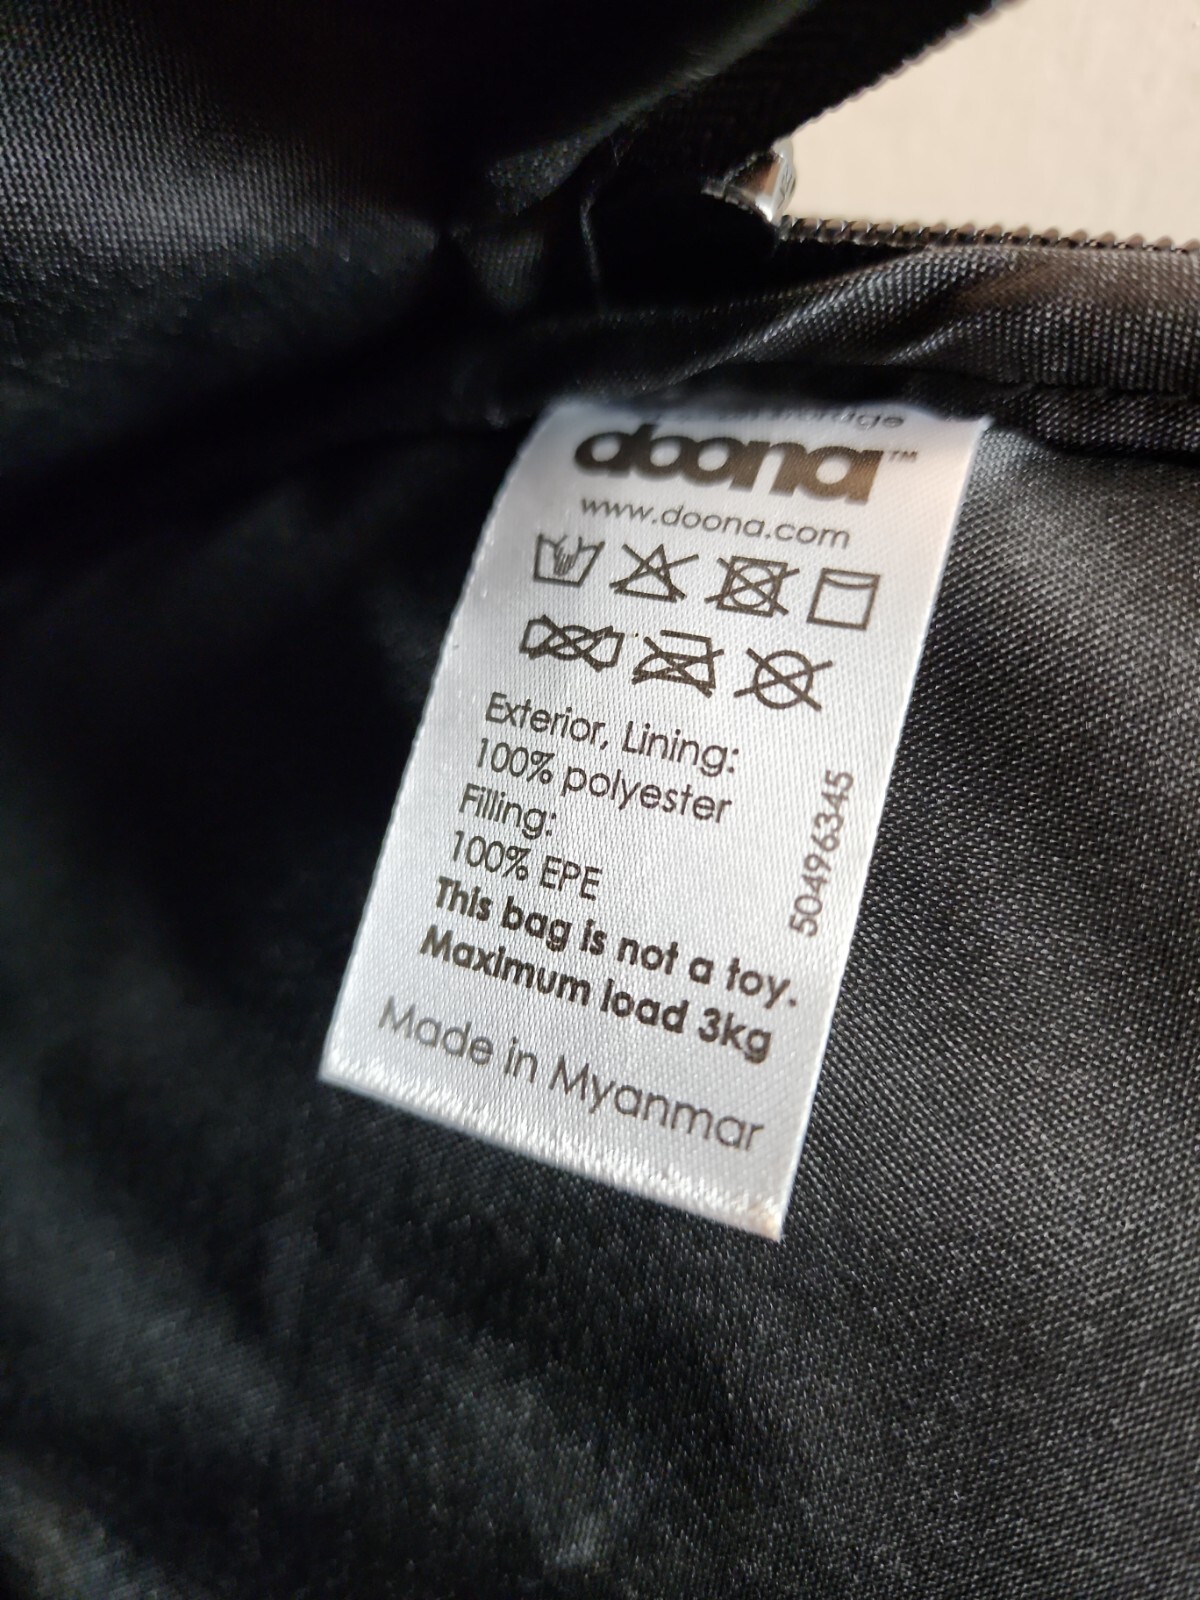 doona™
www.doona.com
Exterior, Lining:
100% polyester
Filling:
100% EPE
This bag is not a toy.
Maximum load 3kg
Made in Myanmar
50496345